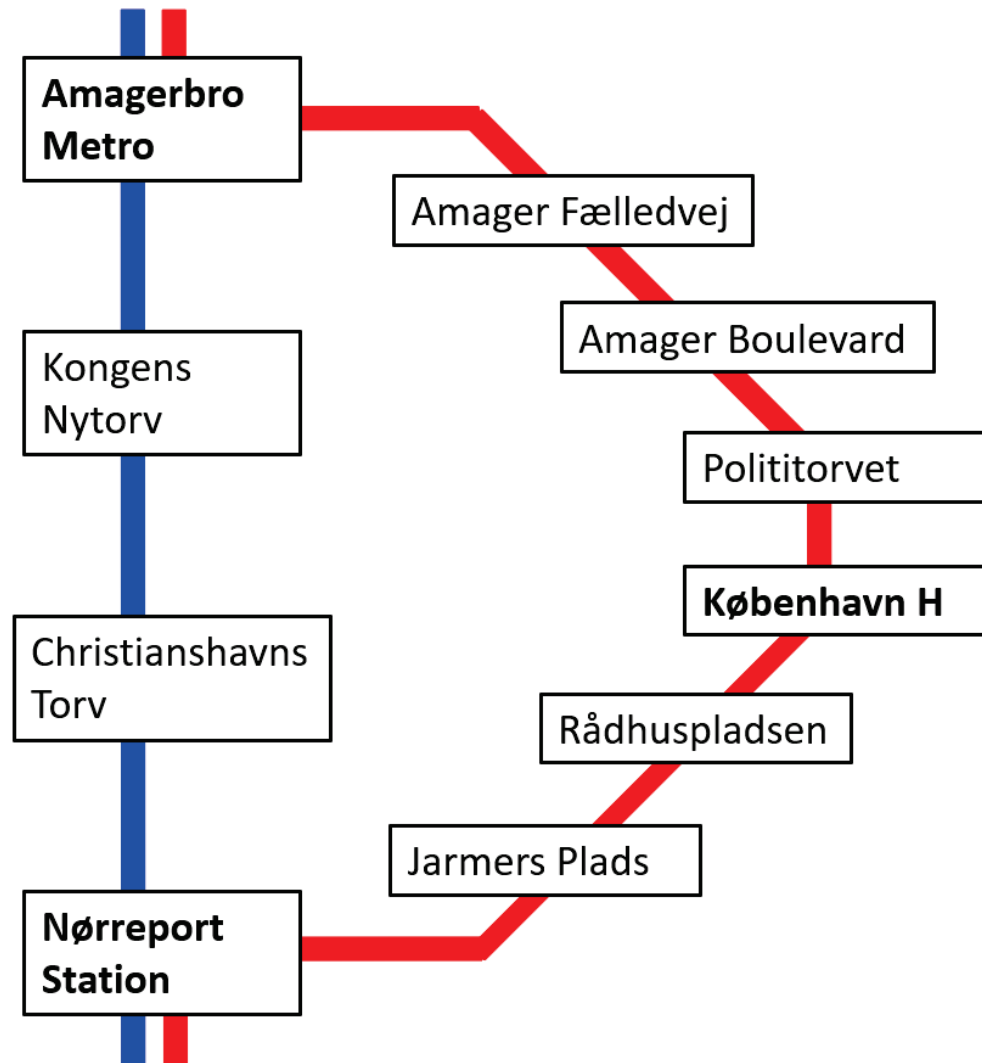 Amagerbro
Metro
Amager Fælledvej
Amager Boulevard
Kongens
Nytorv
Polititorvet
København H
Christianshavns
Torv
Rådhuspladsen
Jarmers Plads
Nørreport
Station